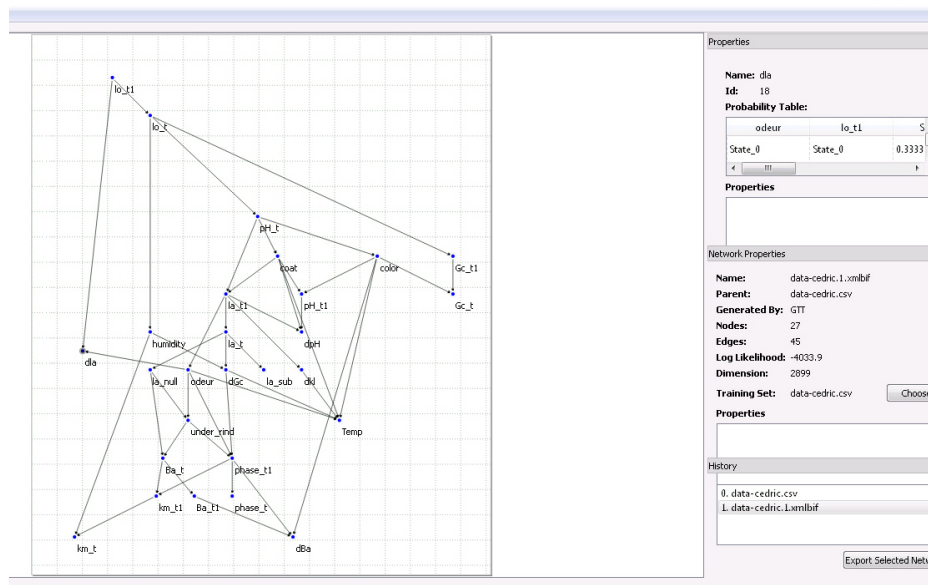 lo_t1
lo_t
pH_t
coat
color
Gc_t1
la_t1
pH_t1
Gc_t
humidity
la_t
dpH
dla
la_null
odeur
dGc
la_sub
dkl
under_rind
Temp
Ba_t
phase_t1
km_t1
Ba_t1
phase_t
km_t
dBa
Properties
Name: dla
Id: 18
Probability Table:
odeur lo_t1 S
State_0 State_0 0.3333
Properties
Network Properties
Name: data-cedric.1.xmlbif
Parent: data-cedric.csv
Generated By: GTT
Nodes: 27
Edges: 45
Log Likelihood: -4033.9
Dimension: 2899
Training Set: data-cedric.csv Choose
Properties
History
0. data-cedric.csv
1. data-cedric.1.xmlbif
Export Selected Netw